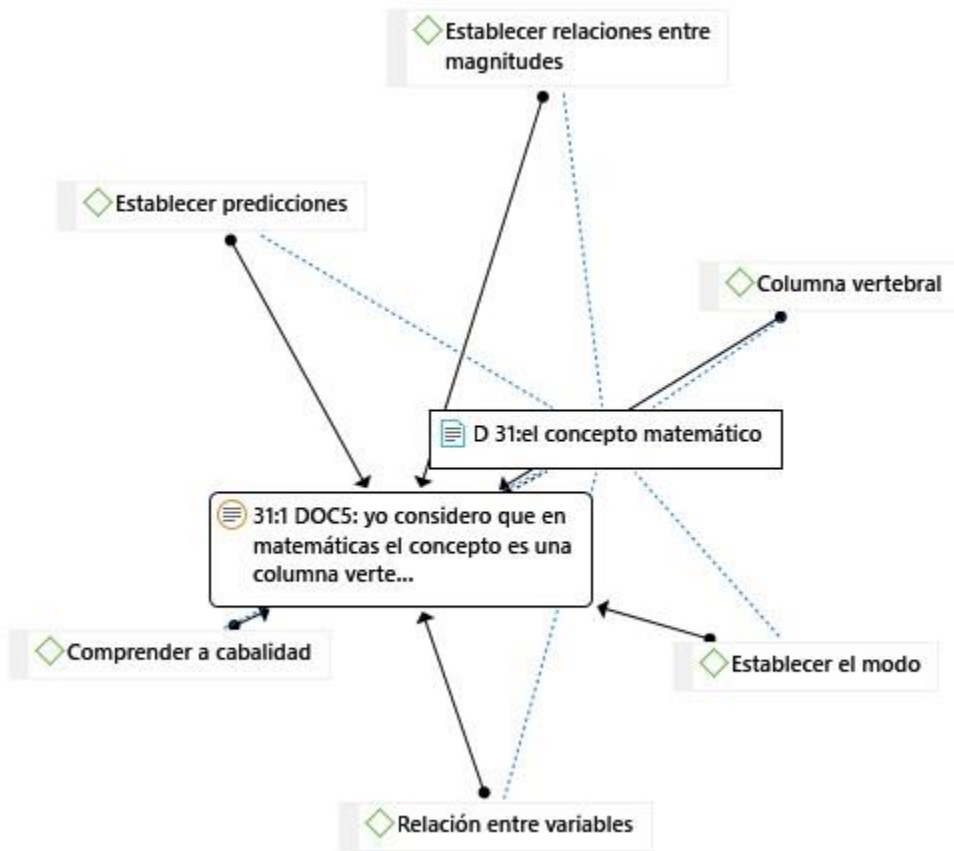 Establecer relaciones entre
magnitudes
Establecer predicciones
Columna vertebral
D 31:el concepto matemático
31:1 DOC5: yo considero que en
matemáticas el concepto es una
columna verte...
Comprender a cabalidad
Establecer el modo
Relación entre variables